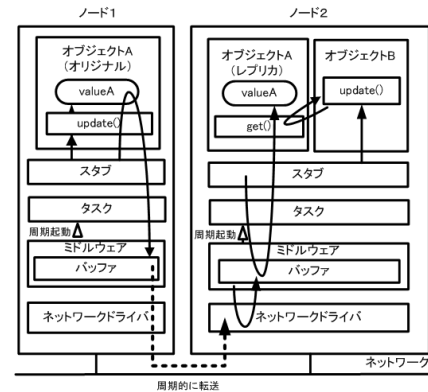 ノード1
オブジェクトA
(オリジナル)
valueA
update()
スタブ
タスク
周期起動
ミドルウェア
バッファ
ネットワークドライバ
ノード2
オブジェクトA
(レプリカ)
valueA
get()
オブジェクトB
update()
スタブ
タスク
周期起動
ミドルウェア
バッファ
ネットワークドライバ
ネットワーク
周期的に転送